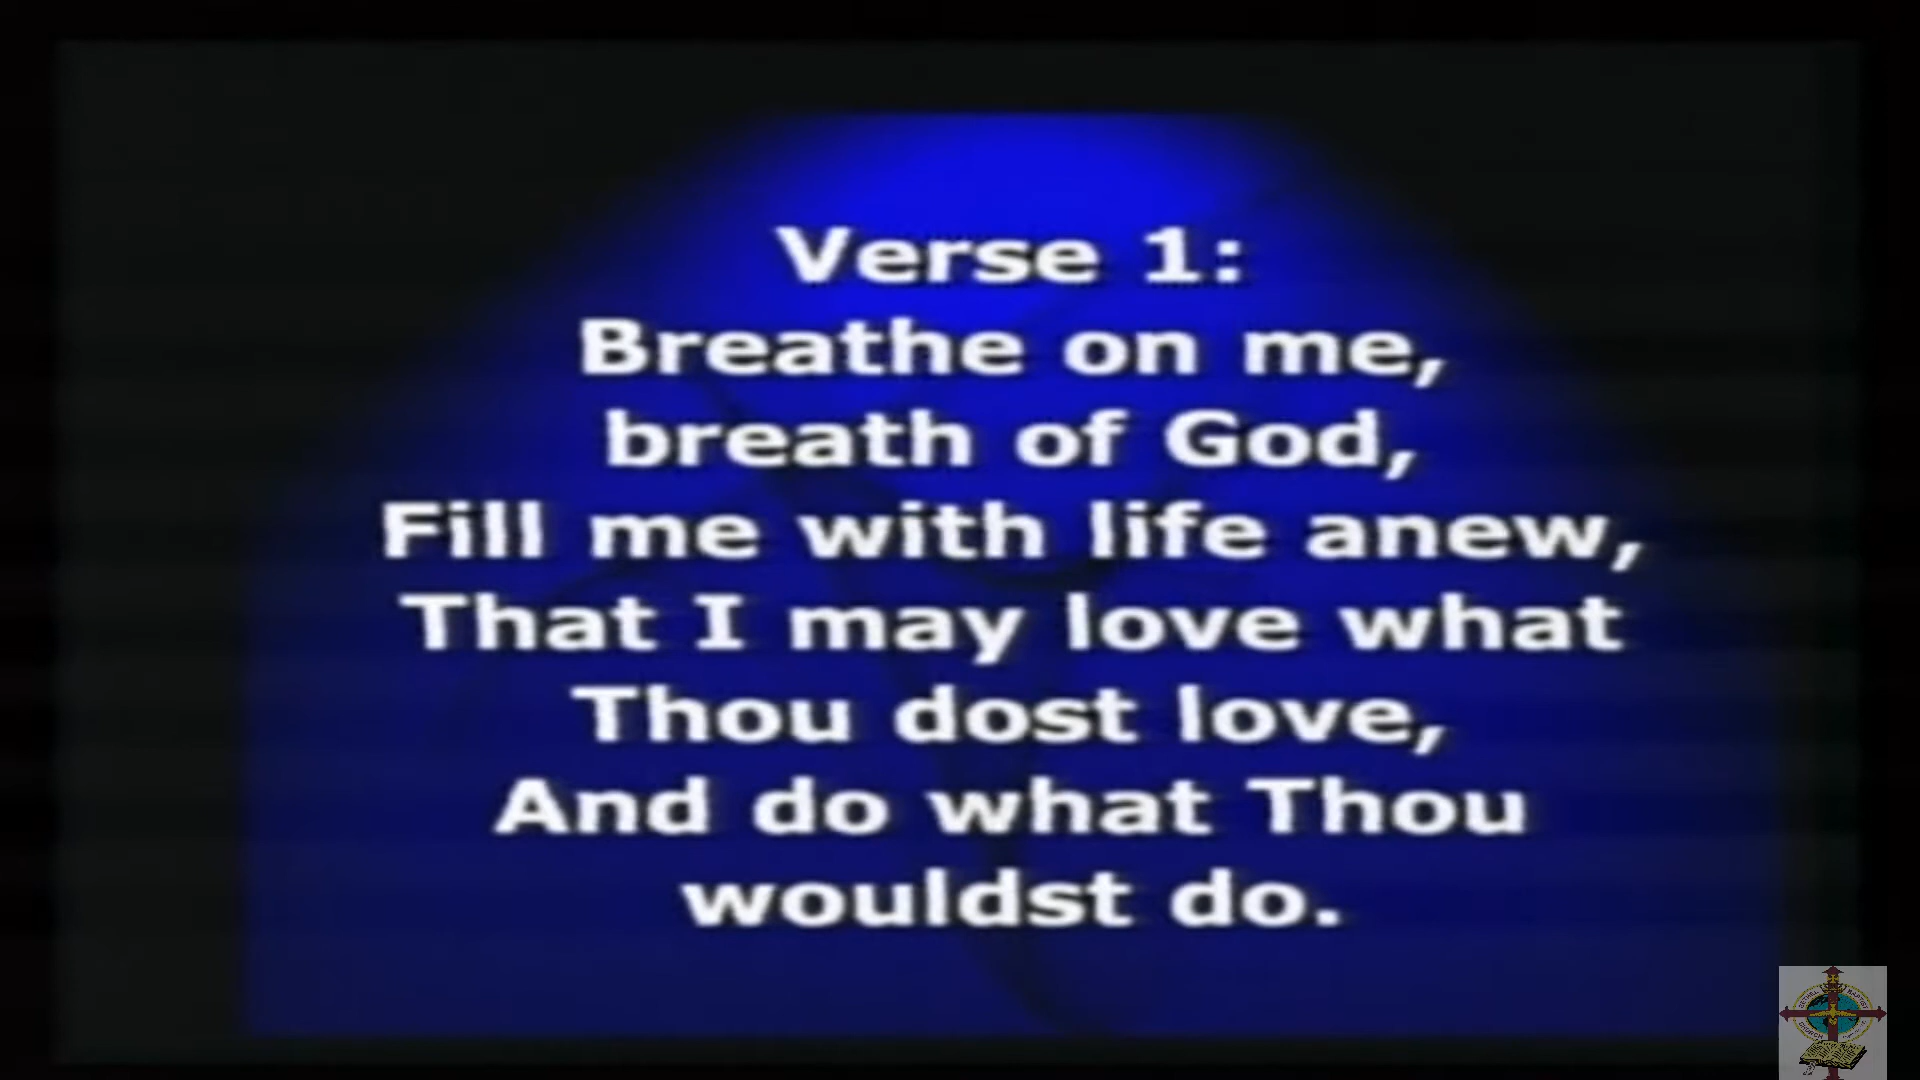 Verse 1:
Breathe on me,
breath of God,
Fill me with life anew,
That I may love what
Thou dost love,
And do what Thou
wouldst do.